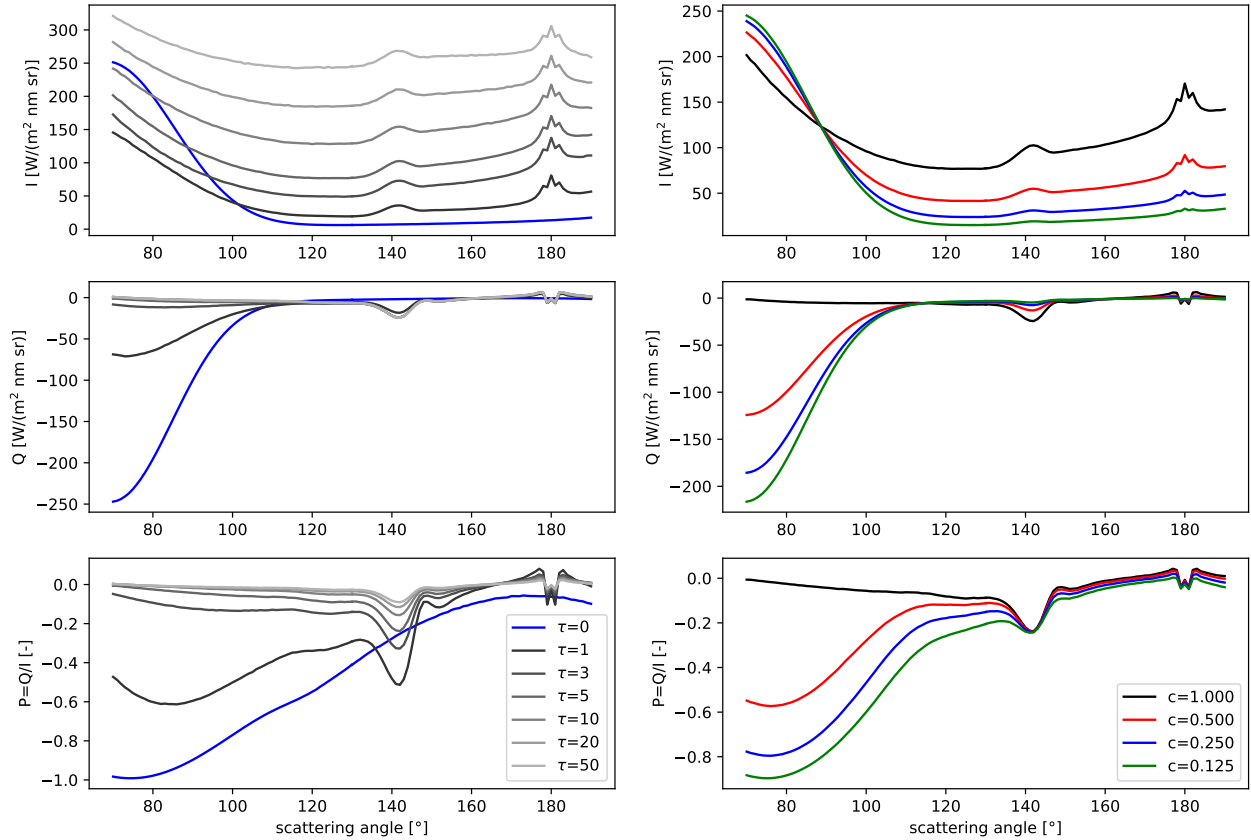 300
250
200
150
100
50
0
I [W/(m² nm sr)]
80 100 120 140 160 180
250
200
150
100
50
I [W/(m² nm sr)]
80 100 120 140 160 180
0
−50
−100
−150
−200
−250
Q [W/(m² nm sr)]
80 100 120 140 160 180
0
−50
−100
−150
−200
Q [W/(m² nm sr)]
80 100 120 140 160 180
0.0
−0.2
−0.4
−0.6
−0.8
−1.0
P=Q/I [-]
τ=0
τ=1
τ=3
τ=5
τ=10
τ=20
τ=50
80 100 120 140 160 180
scattering angle [°]
0.0
−0.2
−0.4
−0.6
−0.8
P=Q/I [-]
c=1.000
c=0.500
c=0.250
c=0.125
80 100 120 140 160 180
scattering angle [°]